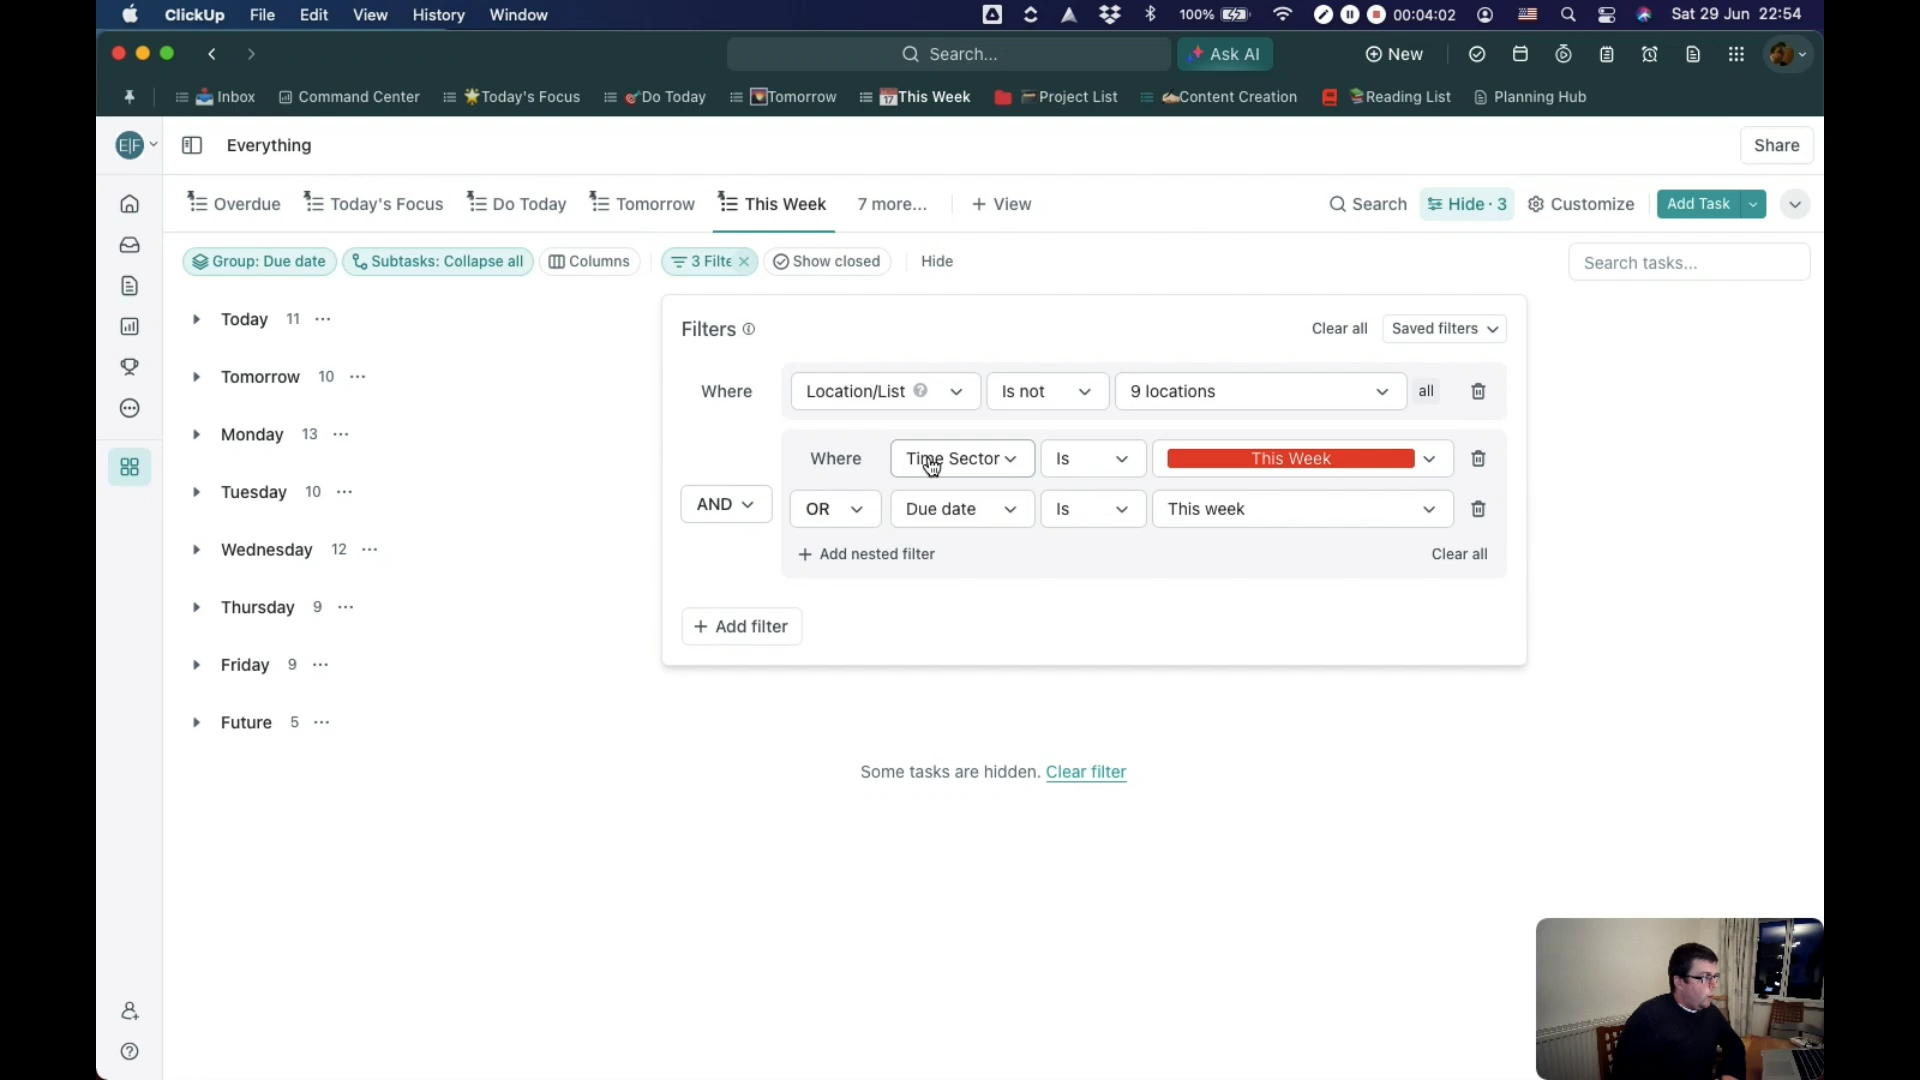 ClickUp File Edit View History Window 100% 00:04:02 Sat 29 Jun 22:54
Search... Ask AI New
Inbox Command Center Today's Focus Do Today Tomorrow 17 This Week Project List Content Creation Reading List Planning Hub
E|F Everything Share
Overdue Today's Focus Do Today Tomorrow This Week 7 more... + View Search Hide · 3 Customize Add Task
Group: Due date Subtasks: Collapse all Columns 3 Filte Show closed Hide Search tasks...
Today 11 ...
Filters Clear all Saved filters
Tomorrow 10 ...
Where Location/List Is not 9 locations all
Monday 13 ...
Where Time Sector Is This Week
Tuesday 10 ...
AND OR Due date Is This week
Wednesday 12 ...
+ Add nested filter Clear all
Thursday 9 ...
+ Add filter
Friday 9 ...
Future 5 ...
Some tasks are hidden. Clear filter